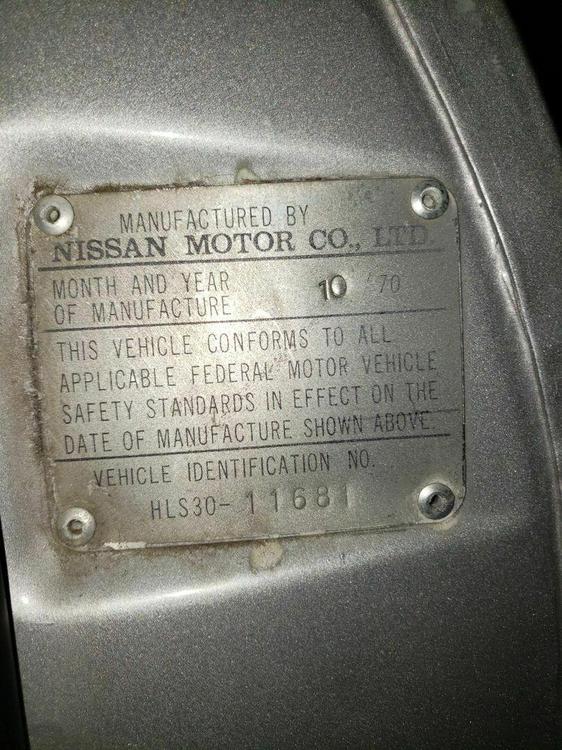 MANUFACTURED BY
NISSAN MOTOR CO., LTD.
MONTH AND YEAR
OF MANUFACTURE 10 '70
THIS VEHICLE CONFORMS TO ALL
APPLICABLE FEDERAL MOTOR VEHICLE
SAFETY STANDARDS IN EFFECT ON THE
DATE OF MANUFACTURE SHOWN ABOVE.
VEHICLE IDENTIFICATION NO.
HLS30-11681